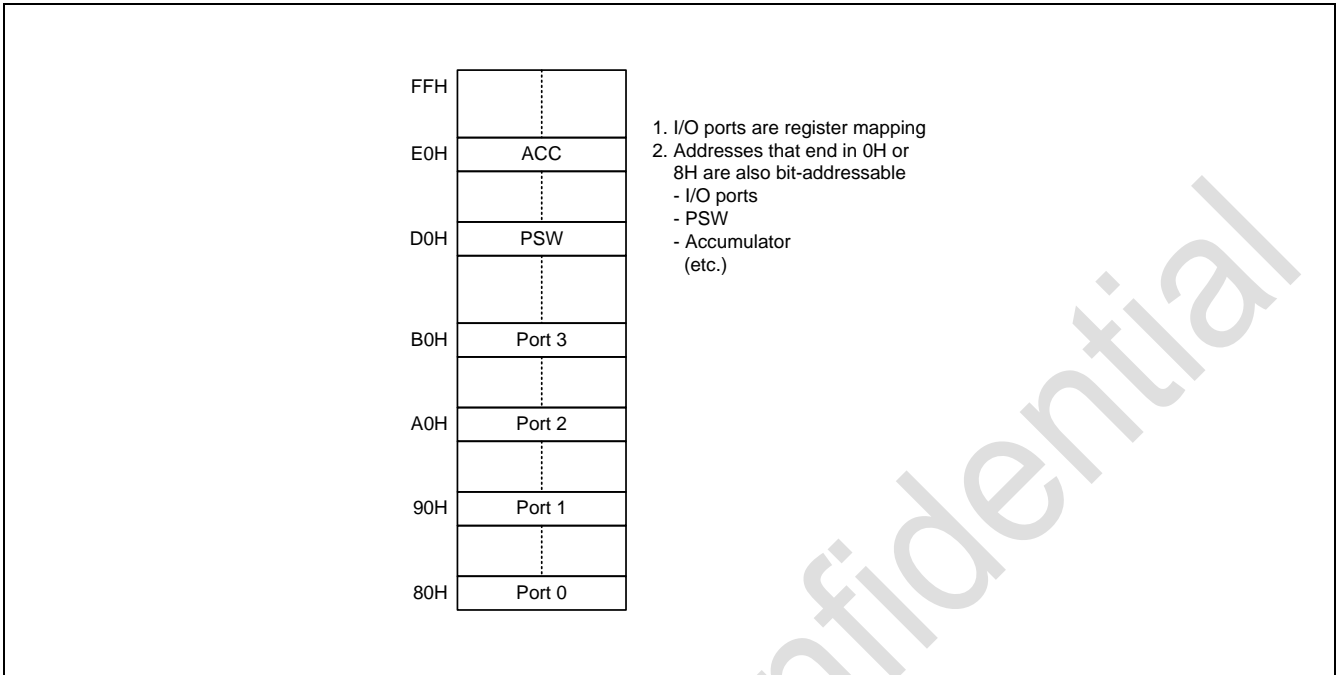 FFH
E0H ACC
D0H PSW
B0H Port 3
A0H Port 2
90H Port 1
80H Port 0
1. I/O ports are register mapping
2. Addresses that end in 0H or
8H are also bit-addressable
- I/O ports
- PSW
- Accumulator
(etc.)
nfidential